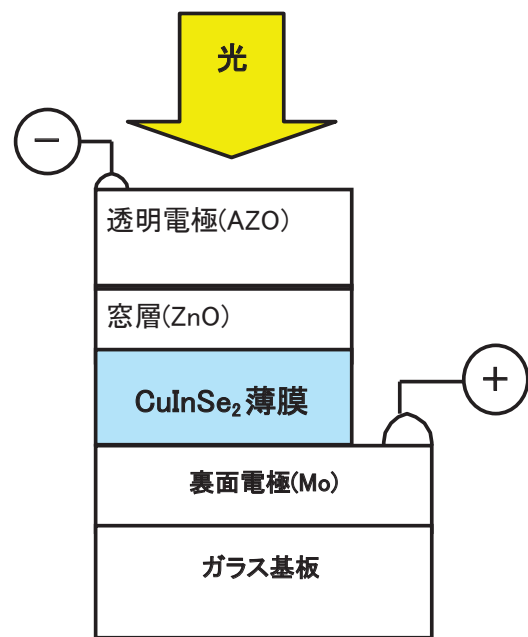 光
−
透明電極(AZO)
窓層(ZnO)
+
CuInSe₂薄膜
裏面電極(Mo)
ガラス基板